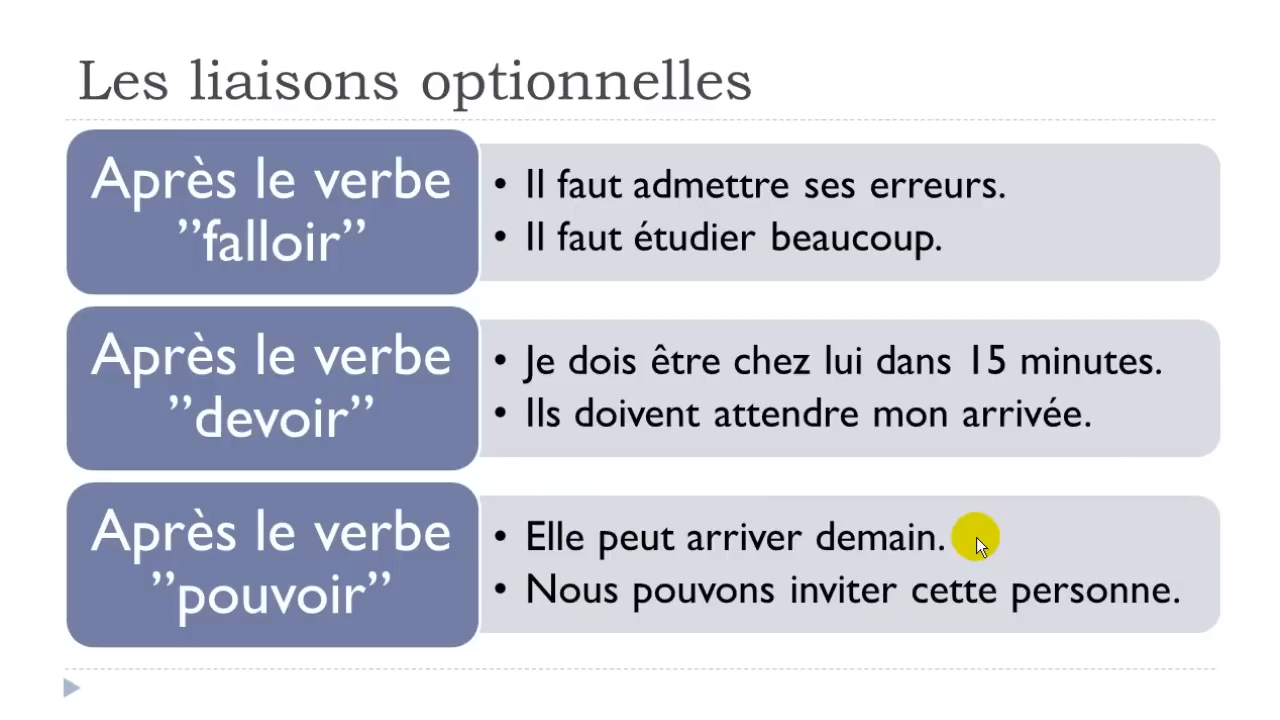 Les liaisons optionnelles
Après le verbe
”falloir”
• Il faut admettre ses erreurs.
• Il faut étudier beaucoup.
Après le verbe
”devoir”
• Je dois être chez lui dans 15 minutes.
• Ils doivent attendre mon arrivée.
Après le verbe
”pouvoir”
• Elle peut arriver demain.
• Nous pouvons inviter cette personne.